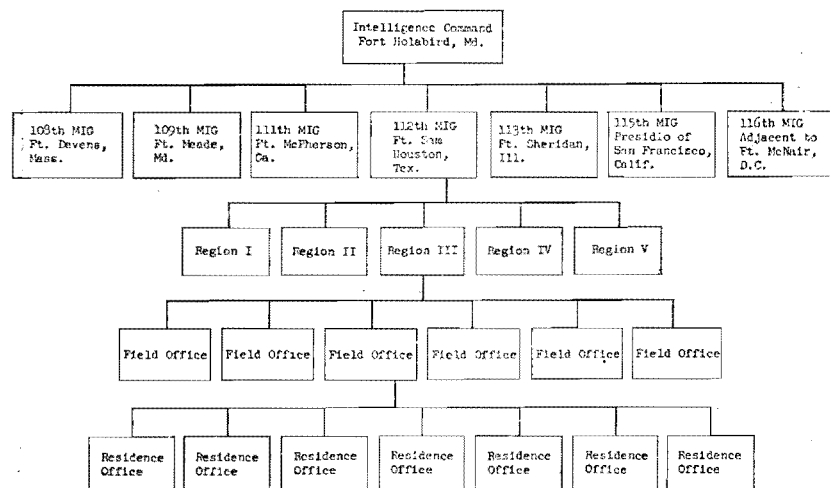 Intelligence Command
Fort Holabird, Md.
108th MIG
Ft. Devens,
Mass.
109th MIG
Ft. Meade,
Md.
111th MIG
Ft. McPherson,
Ga.
112th MIG
Ft. Sam
Houston,
Tex.
113th MIG
Ft. Sheridan,
Ill.
115th MIG
Presidio of
San Francisco,
Calif.
116th MIG
Adjacent to
Ft. McNair,
D.C.
Region I
Region II
Region III
Region IV
Region V
Field Office
Field Office
Field Office
Field Office
Field Office
Field Office
Residence
Office
Residence
Office
Residence
Office
Residence
Office
Residence
Office
Residence
Office
Residence
Office